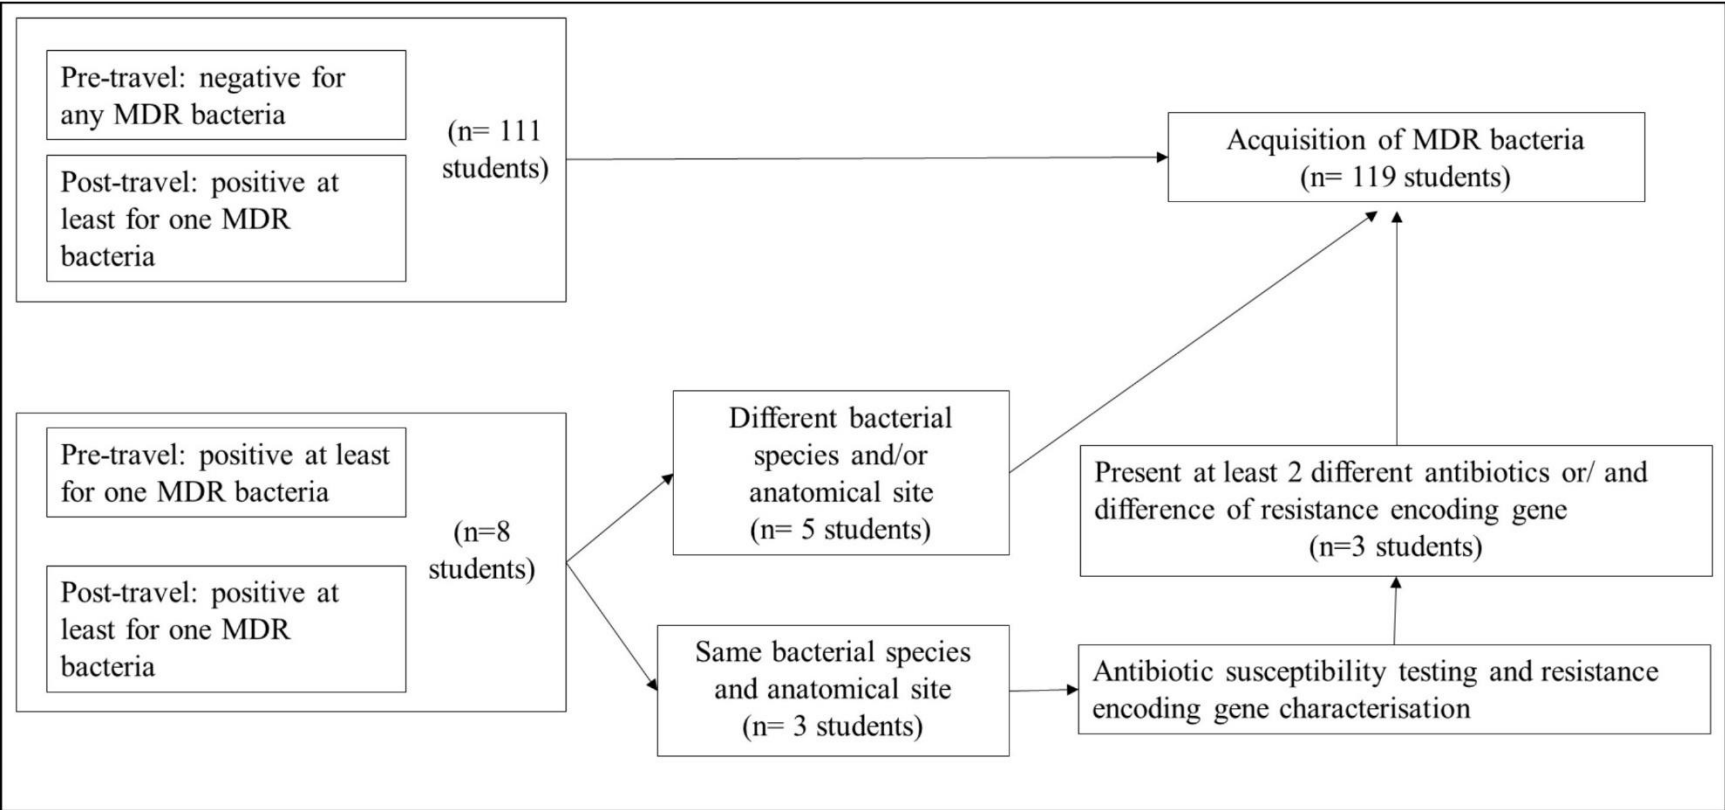 Pre-travel: negative for
any MDR bacteria
Post-travel: positive at
least for one MDR
bacteria
(n= 111
students)
Acquisition of MDR bacteria
(n= 119 students)
Pre-travel: positive at least
for one MDR bacteria
Post-travel: positive at
least for one MDR
bacteria
(n=8
students)
Different bacterial
species and/or
anatomical site
(n= 5 students)
Same bacterial species
and anatomical site
(n= 3 students)
Present at least 2 different antibiotics or/ and
difference of resistance encoding gene
(n=3 students)
Antibiotic susceptibility testing and resistance
encoding gene characterisation